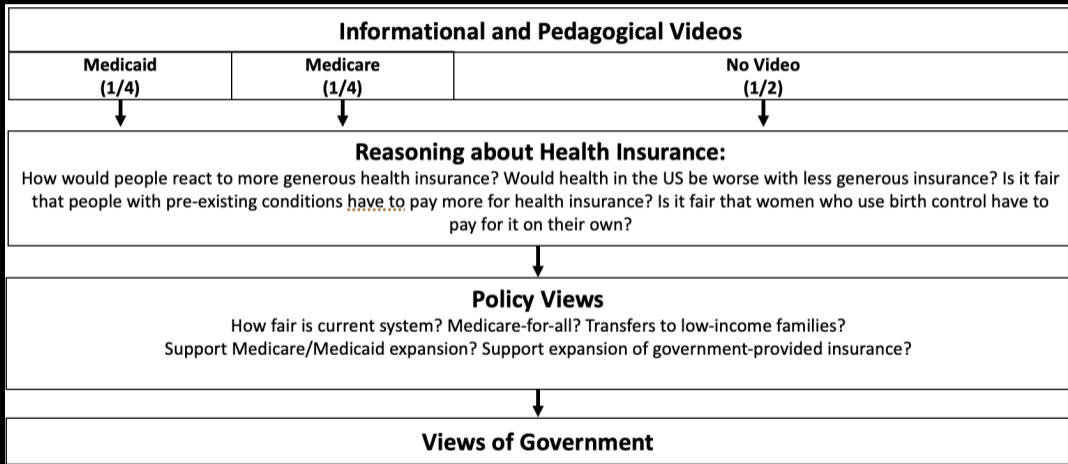 Informational and Pedagogical Videos
Medicaid
(1/4)
Medicare
(1/4)
No Video
(1/2)
Reasoning about Health Insurance:
How would people react to more generous health insurance? Would health in the US be worse with less generous insurance? Is it fair
that people with pre-existing conditions have to pay more for health insurance? Is it fair that women who use birth control have to
pay for it on their own?
Policy Views
How fair is current system? Medicare-for-all? Transfers to low-income families?
Support Medicare/Medicaid expansion? Support expansion of government-provided insurance?
Views of Government